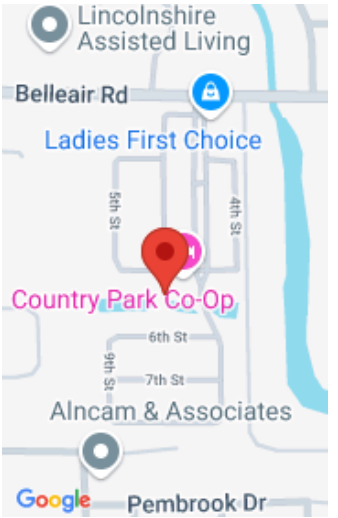 Lincolnshire
Assisted Living
Belleair Rd
Ladies First Choice
5th St
4th St
Country Park Co-Op
6th St
9th St
7th St
Alncam & Associates
Google
Pembrook Dr